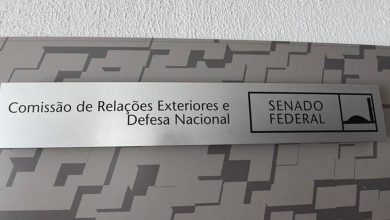 Comissão de Relações Exteriores e
Defesa Nacional
SENADO
FEDERAL